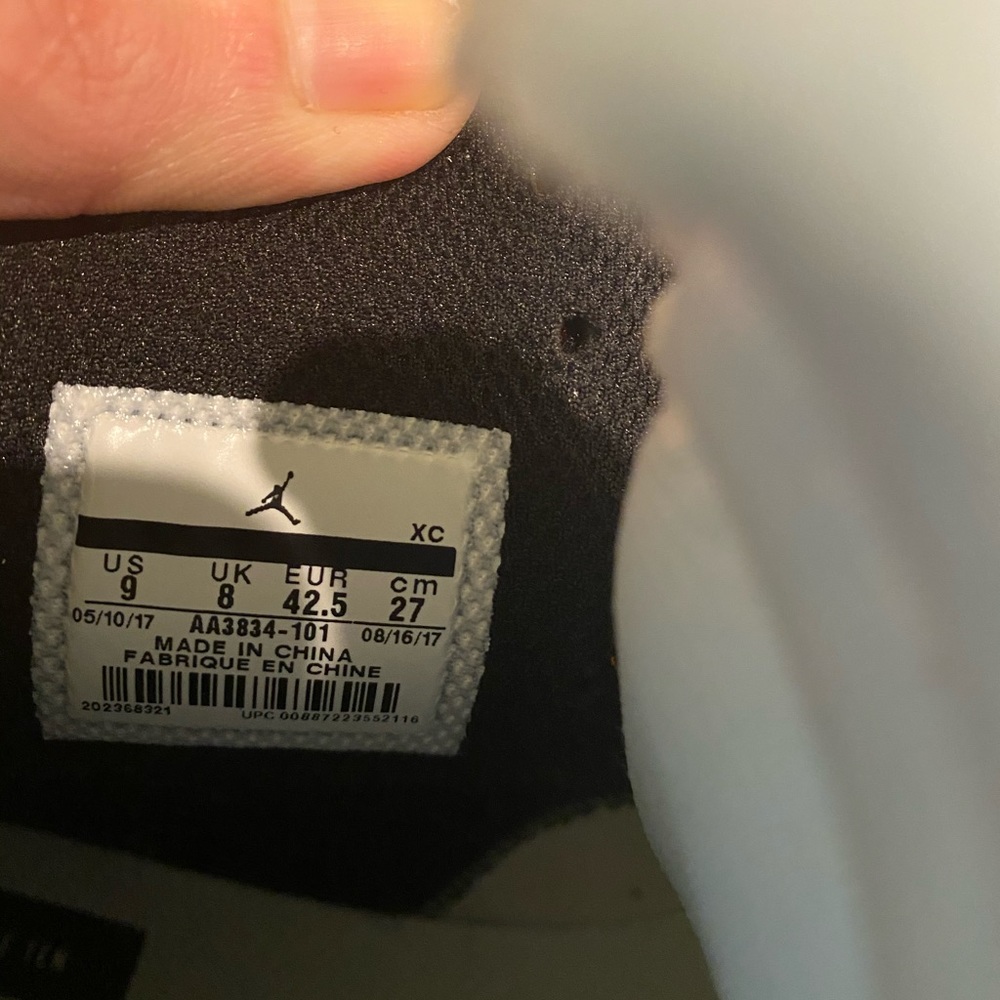 XC
US UK EUR cm
9 8 42.5 27
05/10/17 AA3834-101 08/16/17
MADE IN CHINA
FABRIQUE EN CHINE
202368321 UPC 00887223552116